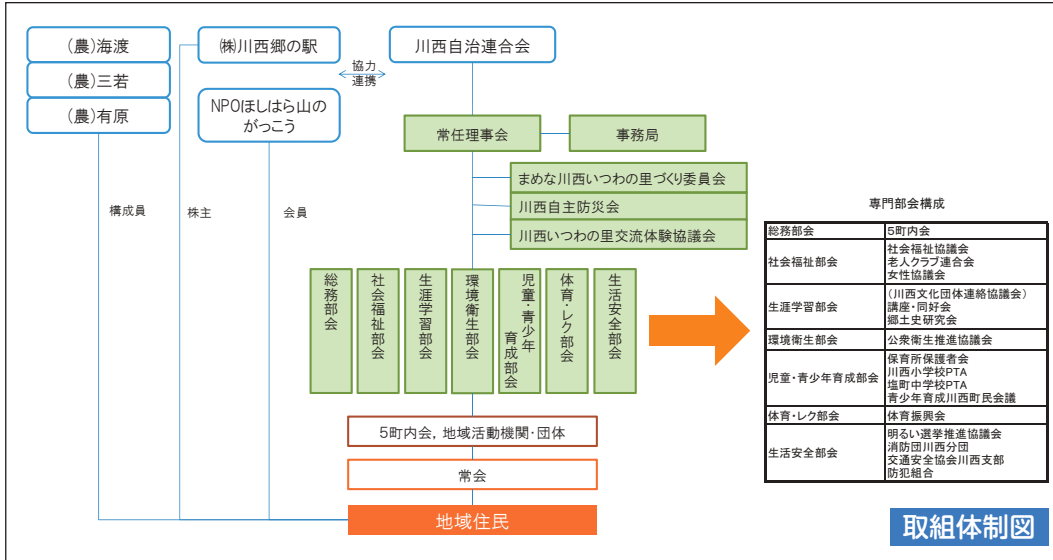 (農)海渡
(農)三若
(農)有原
㈱川西郷の駅
NPOほしはら山の
がっこう
川西自治連合会
協力
連携
常任理事会
事務局
まめな川西いつわの里づくり委員会
川西自主防災会
川西いつわの里交流体験協議会
構成員
株主
会員
総務部会
社会福祉部会
生涯学習部会
環境衛生部会
児童・青少年
育成部会
体育・レク部会
生活安全部会
5町内会,地域活動機関・団体
常会
地域住民
専門部会構成
総務部会 5町内会
社会福祉部会 社会福祉協議会
老人クラブ連合会
女性協議会
生涯学習部会 (川西文化団体連絡協議会)
講座・同好会
郷土史研究会
環境衛生部会 公衆衛生推進協議会
児童・青少年育成部会 保育所保護者会
川西小学校PTA
塩町中学校PTA
青少年育成川西町民会議
体育・レク部会 体育振興会
生活安全部会 明るい選挙推進協議会
消防団川西分団
交通安全協会川西支部
防犯組合
取組体制図